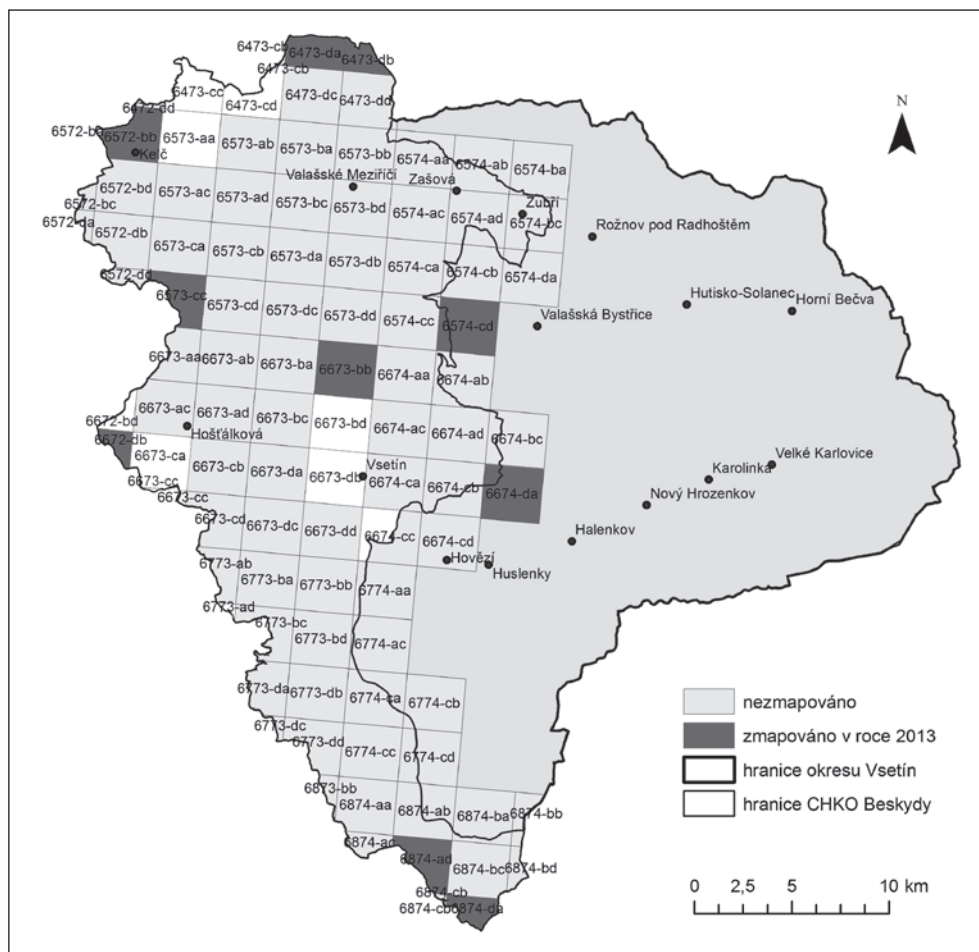 6473-cb
6473-da
6473-db
6473-cb
6473-cc
6473-cd
6473-dc
6473-dd
6472-dd
6572-bb
6573-aa
6573-ab
6573-ba
6573-bb
6574-aa
6574-ab
6574-ba
Kelč
Valašské Meziříčí
Zašová
Zubří
6572-bd
6572-bc
6573-ac
6573-ad
6573-bc
6573-bd
6574-ac
6574-ad
6574-bc
Rožnov pod Radhoštěm
6572-da
6572-db
6573-ca
6573-cb
6573-da
6573-db
6574-ca
6574-cb
6574-da
6572-dd
6573-cc
6573-cd
6573-dc
6573-dd
6574-cc
6574-cd
Valašská Bystřice
Hutisko-Solanec
Horní Bečva
6673-aa
6673-ab
6673-ba
6673-bb
6674-aa
6674-ab
6672-bd
6673-ac
6673-ad
6673-bc
6673-bd
6674-ac
6674-ad
6674-bc
Hošťálková
6672-db
6673-ca
6673-cb
6673-da
6673-db
Vsetín
6674-ca
6674-cb
6674-da
Velké Karlovice
Karolinka
Nový Hrozenkov
Halenkov
6673-cc
6673-cc
6673-cd
6673-dc
6673-dd
6674-cc
6674-cd
Hovězí
Huslenky
6773-ab
6773-ba
6773-bb
6774-aa
6773-ad
6773-bc
6773-bd
6774-ac
6773-da
6773-db
6774-ca
6774-cb
6773-dc
6773-dd
6774-cc
6774-cd
6873-bb
6874-aa
6874-ab
6874-ba
6874-bb
6874-ac
6874-ad
6874-bc
6874-bd
6874-cb
6874-cb
6874-da
N
nezmapováno
zmapováno v roce 2013
hranice okresu Vsetín
hranice CHKO Beskydy
0 2,5 5 10 km